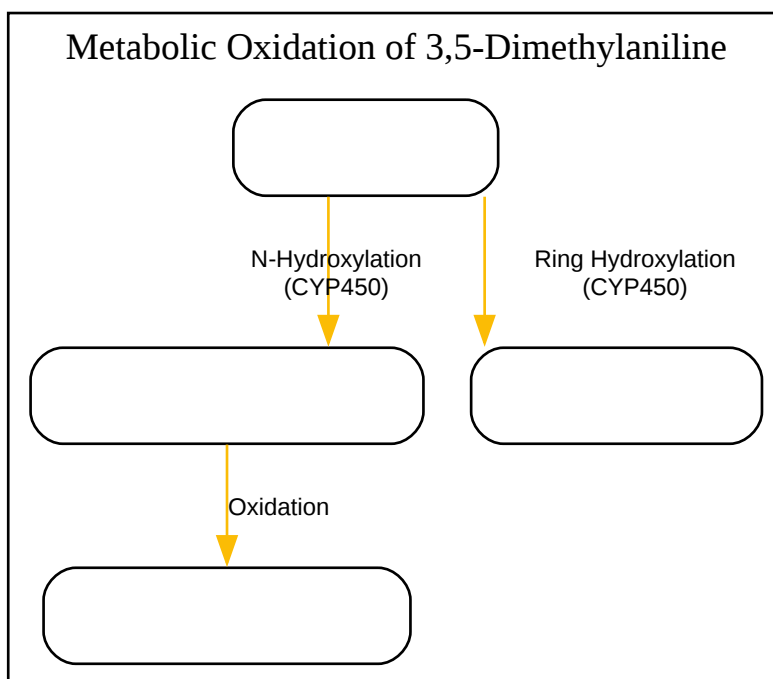 Metabolic Oxidation of 3,5-Dimethylaniline
N-Hydroxylation
(CYP450)
Ring Hydroxylation
(CYP450)
Oxidation